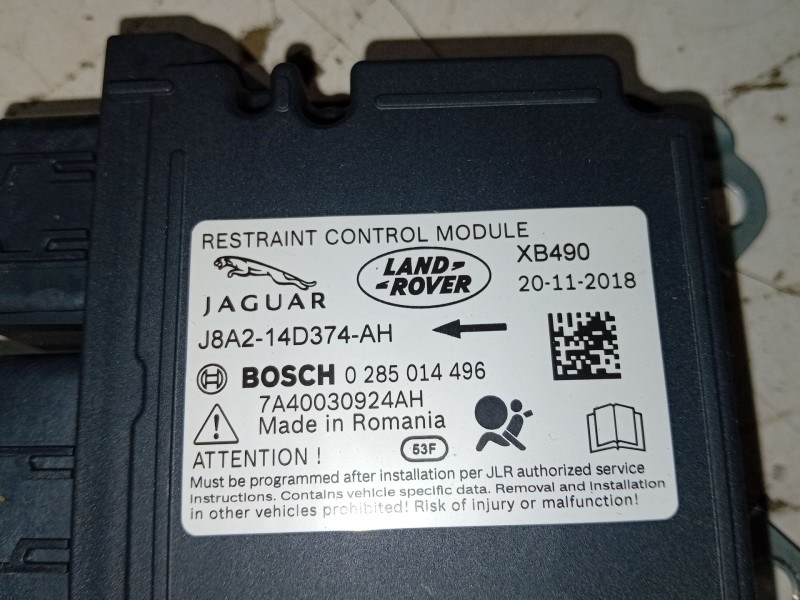 RESTRAINT CONTROL MODULE
XB490
JAGUAR
LAND-
-ROVER
20-11-2018
J8A2-14D374-AH
BOSCH 0 285 014 496
7A40030924AH
Made in Romania
53F
ATTENTION !
Must be programmed after installation per JLR authorized service
instructions. Contains vehicle specific data. Removal and Installation
in other vehicles prohibited! Risk of injury or malfunction!